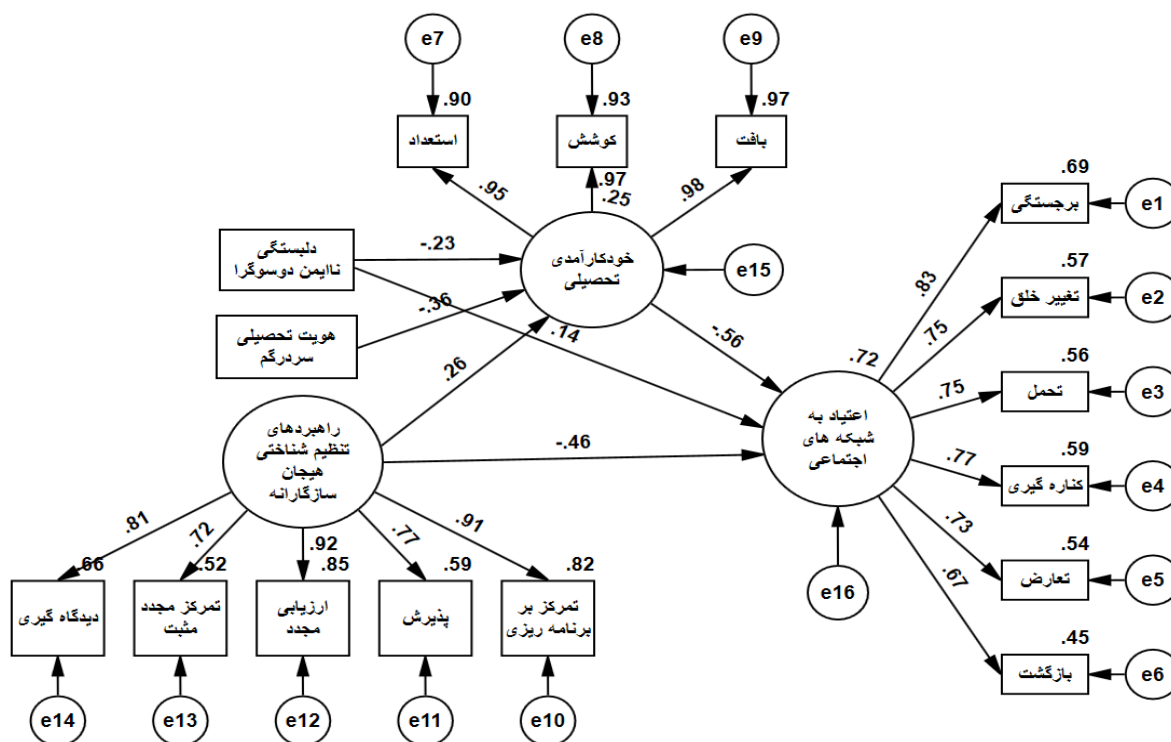 e7
e8
e9
.90
.93
.97
استعداد
کوشش
بافت
.95
.97
.98
.25
دلبستگی
ناایمن دوسوگرا
-.23
خودکارآمدی
تحصیلی
e15
هویت تحصیلی
سردرگم
-.36
.14
.26
-.56
راهبردهای
تنظیم شناختی
هیجان
سازگارانه
-.46
.72
اعتیاد به
شبکه های
اجتماعی
e16
.69
برجستگی
e1
.83
.57
تغییر خلق
e2
.75
.56
تحمل
e3
.75
.59
کناره گیری
e4
.77
.54
تعارض
e5
.73
.45
بازگشت
e6
.67
.81
.72
.92
.77
.91
.66
.52
.85
.59
.82
دیدگاه گیری
تمرکز مجدد
مثبت
ارزیابی
مجدد
پذیرش
تمرکز بر
برنامه ریزی
e14
e13
e12
e11
e10